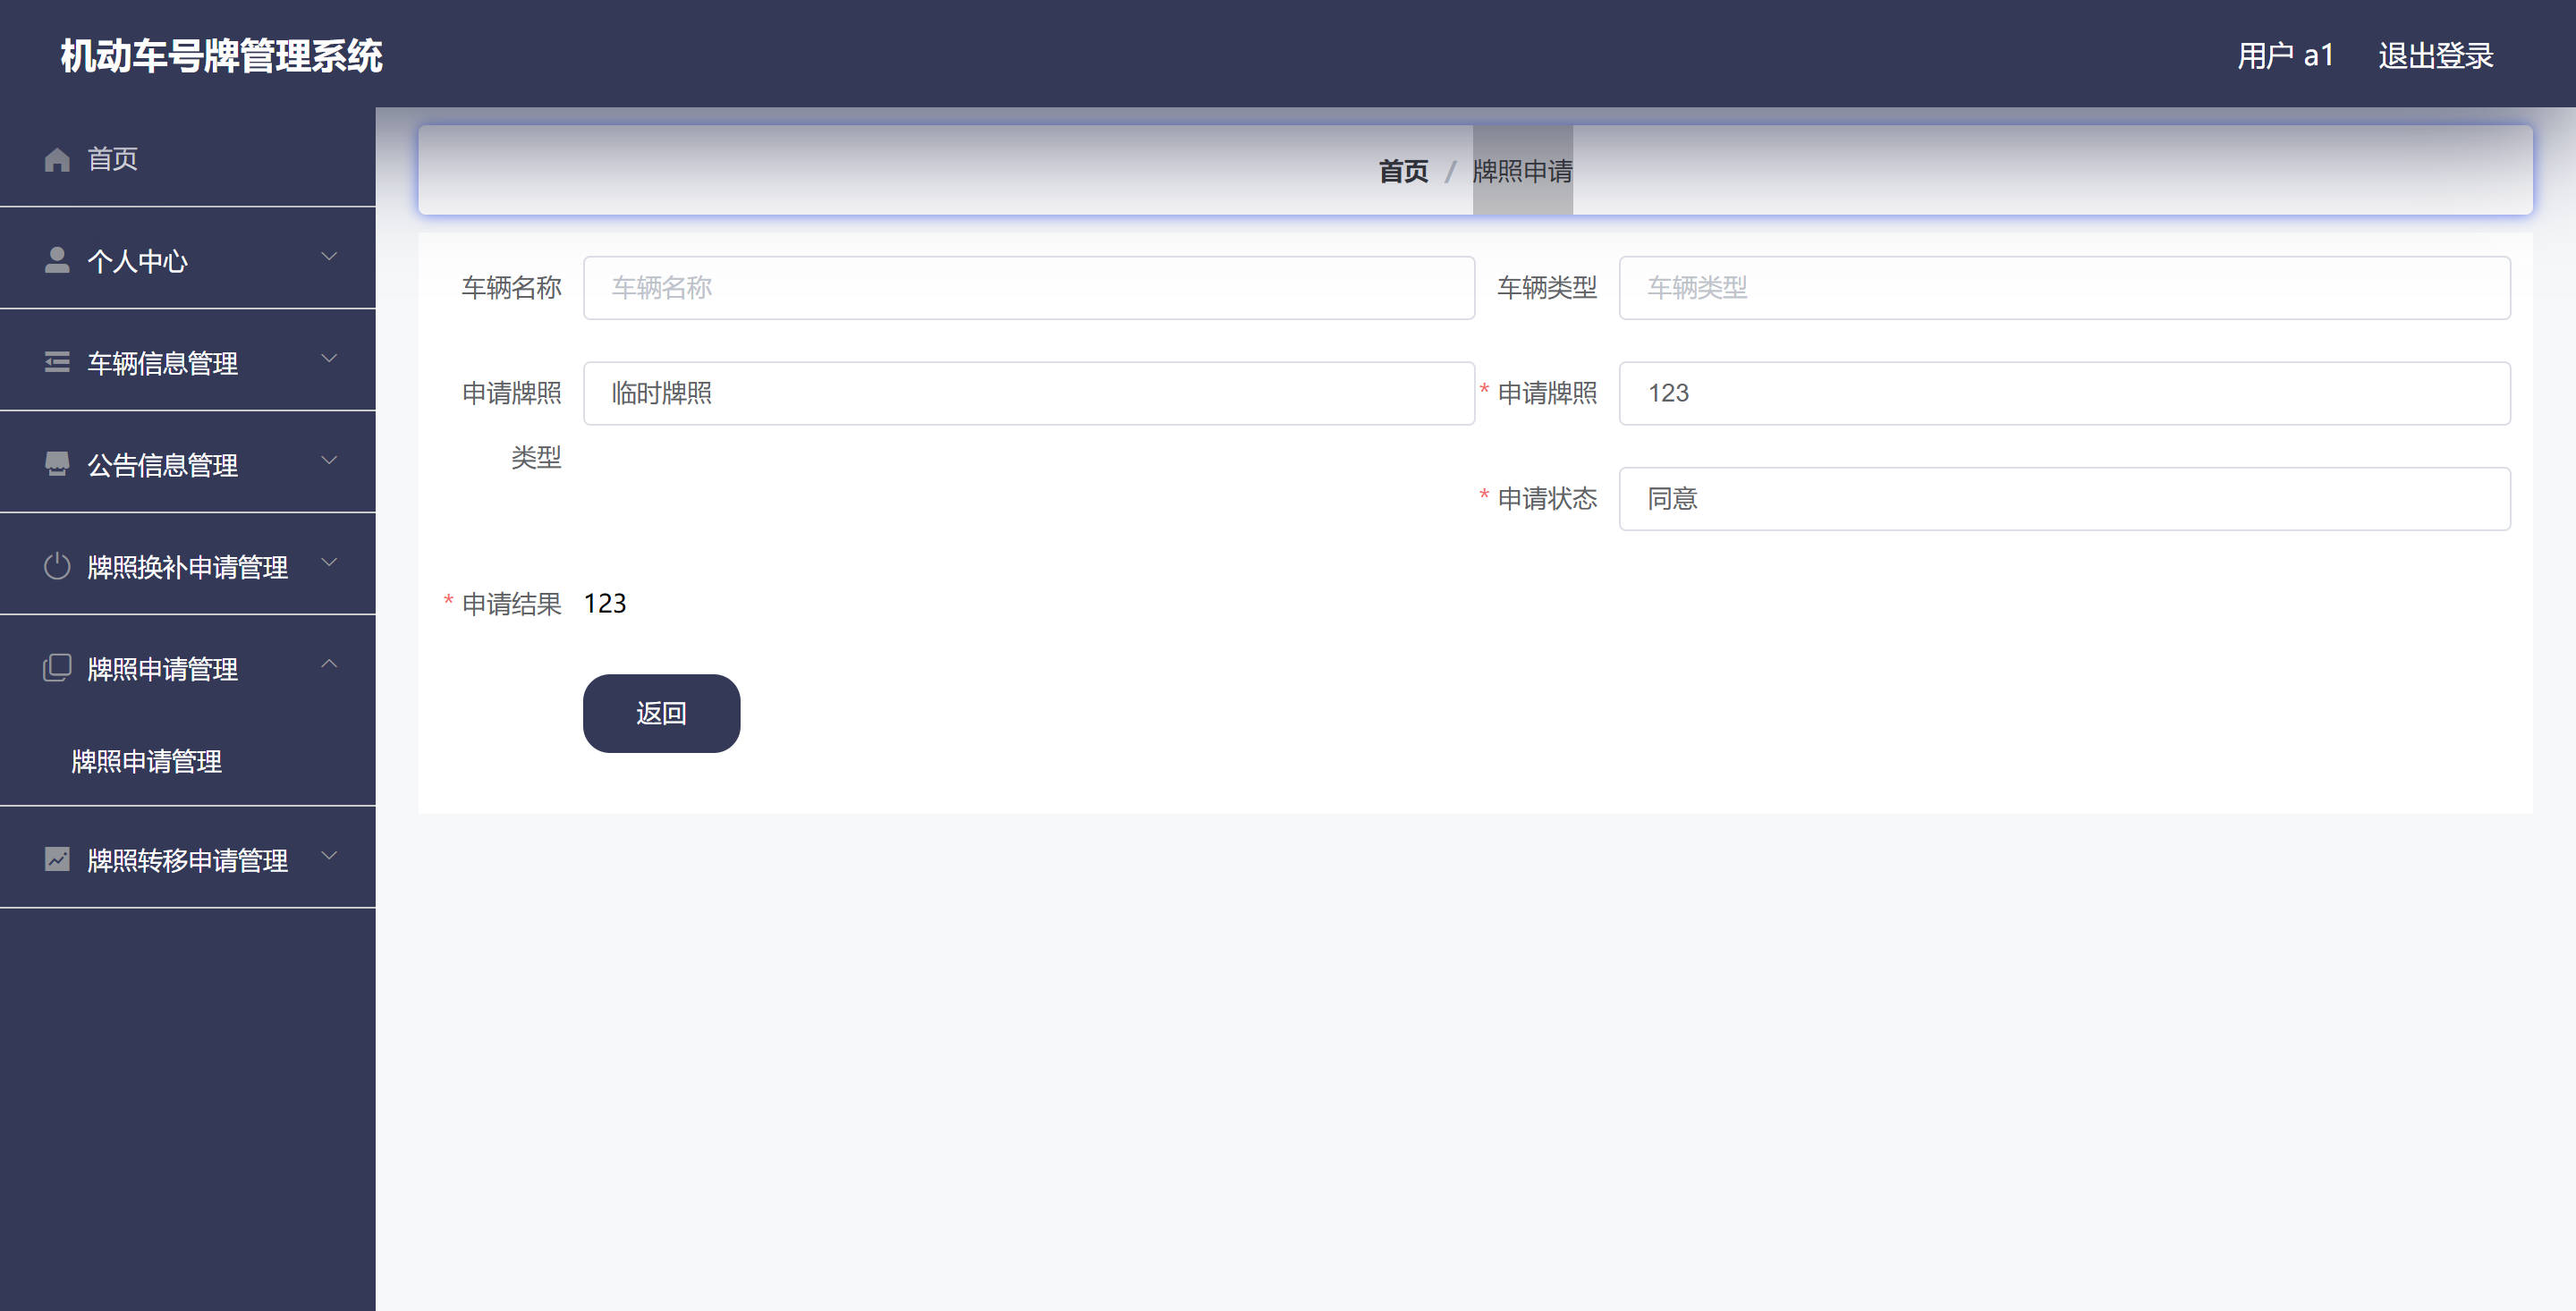 机动车号牌管理系统
用户 a1 退出登录
首页
个人中心
车辆信息管理
公告信息管理
牌照换补申请管理
牌照申请管理
牌照申请管理
牌照转移申请管理
首页 / 牌照申请
车辆名称 车辆名称 车辆类型 车辆类型
申请牌照 临时牌照 * 申请牌照 123
类型
* 申请状态 同意
* 申请结果 123
返回